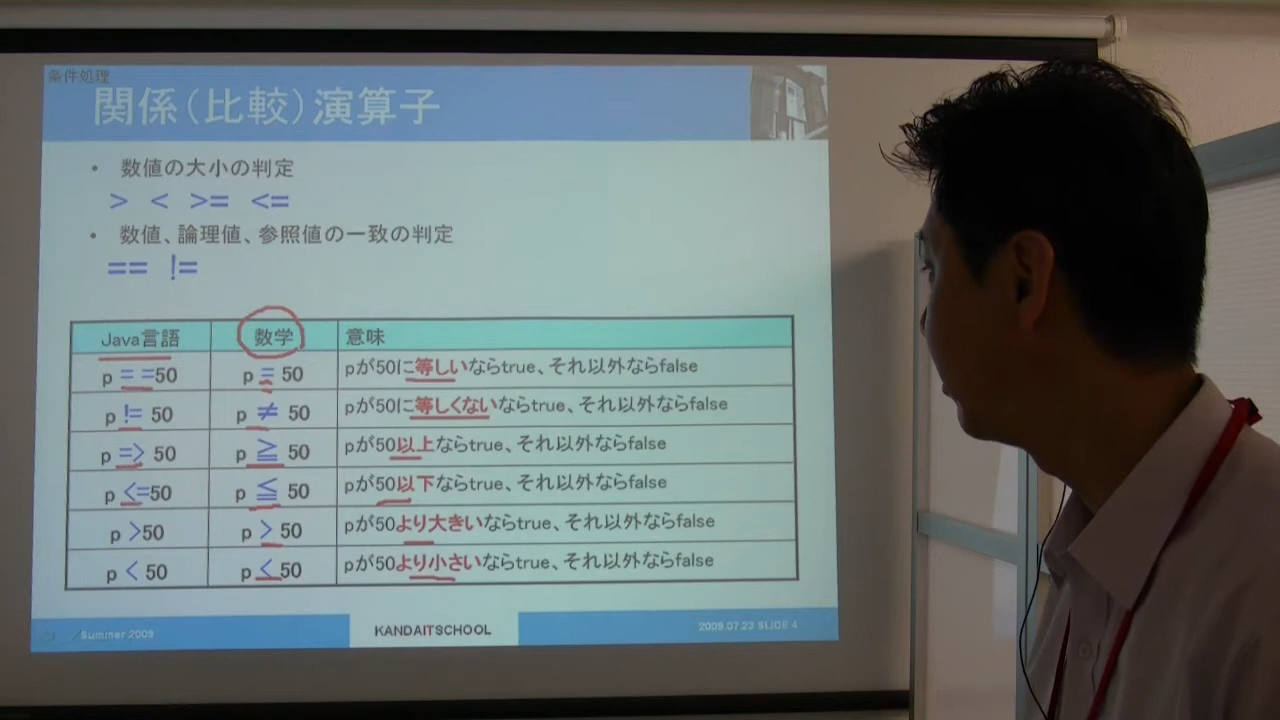 条件処理
関係（比較）演算子
• 数値の大小の判定
> < >= <=
• 数値、論理値、参照値の一致の判定
== !=
Java言語 数学 意味
p = =50 p = 50 pが50に等しいならtrue、それ以外ならfalse
p != 50 p ≠ 50 pが50に等しくないならtrue、それ以外ならfalse
p => 50 p ≧ 50 pが50以上ならtrue、それ以外ならfalse
p <=50 p ≦ 50 pが50以下ならtrue、それ以外ならfalse
p >50 p > 50 pが50より大きいならtrue、それ以外ならfalse
p < 50 p < 50 pが50より小さいならtrue、それ以外ならfalse
Summer 2009 KANDAITSCHOOL 2009.07.23 SLIDE 4